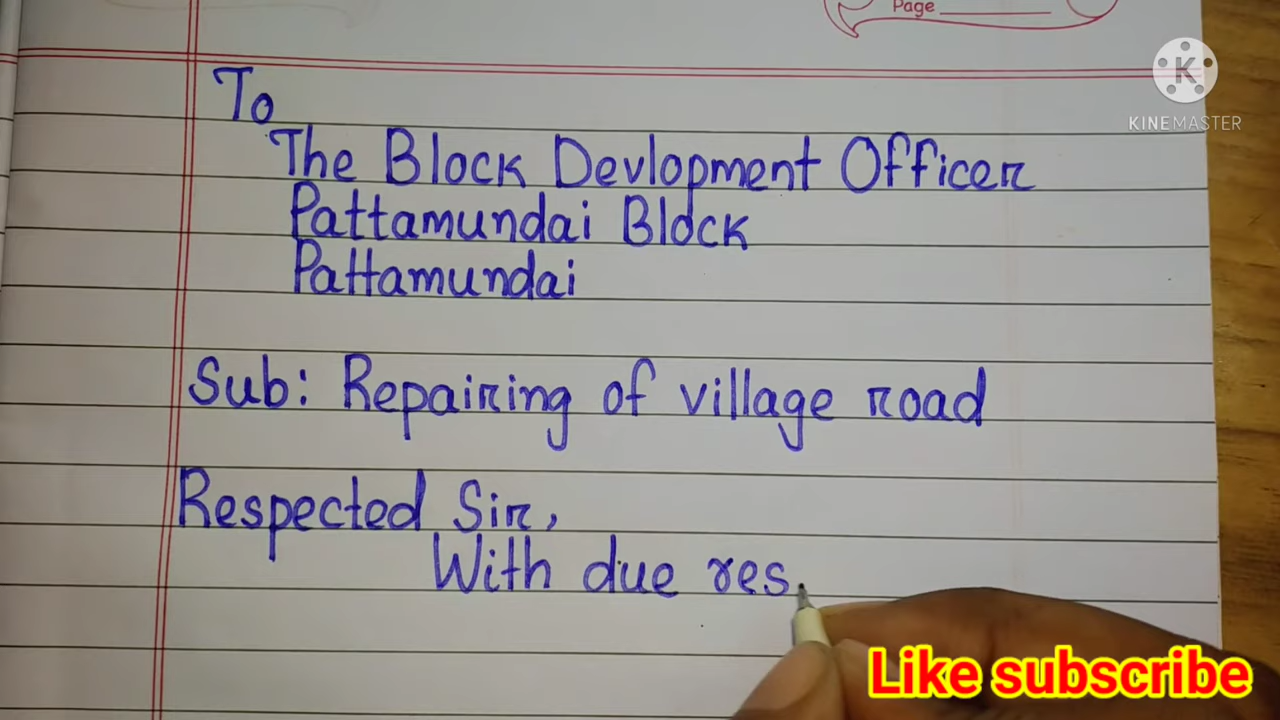 Page
KINEMASTER
To
The Block Devlopment Officer
Pattamundai Block
Pattamundai
Sub: Repairing of village road
Respected Sir,
With due res
Like subscribe